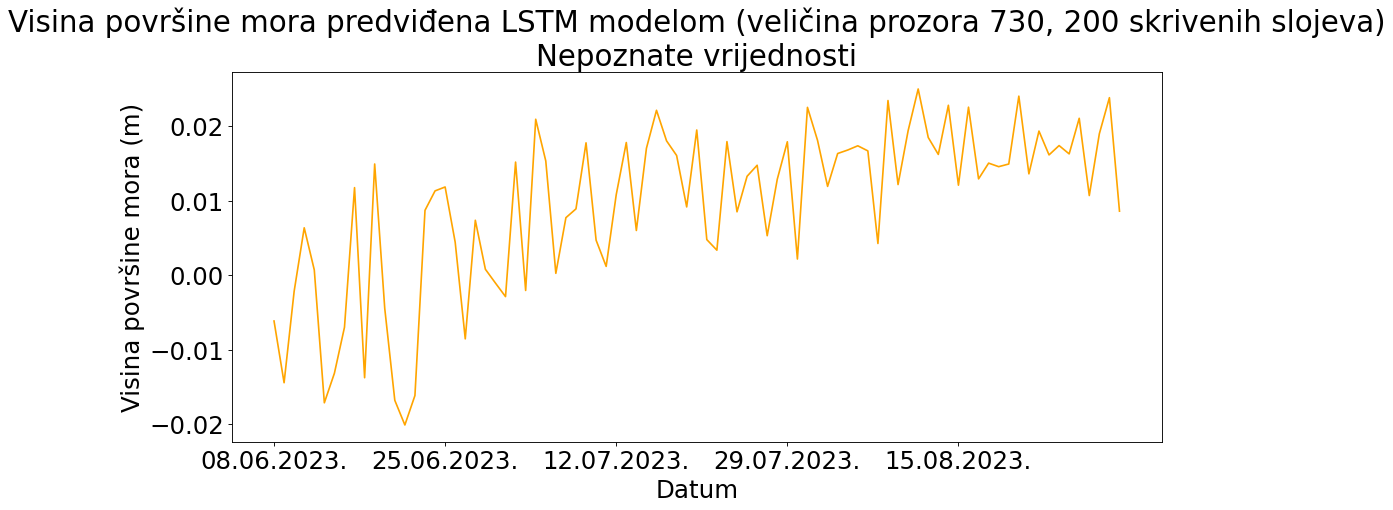 Visina površine mora predviđena LSTM modelom (veličina prozora 730, 200 skrivenih slojeva)
Nepoznate vrijednosti
Visina površine mora (m)
0.02
0.01
0.00
−0.01
−0.02
08.06.2023. 25.06.2023. 12.07.2023. 29.07.2023. 15.08.2023.
Datum